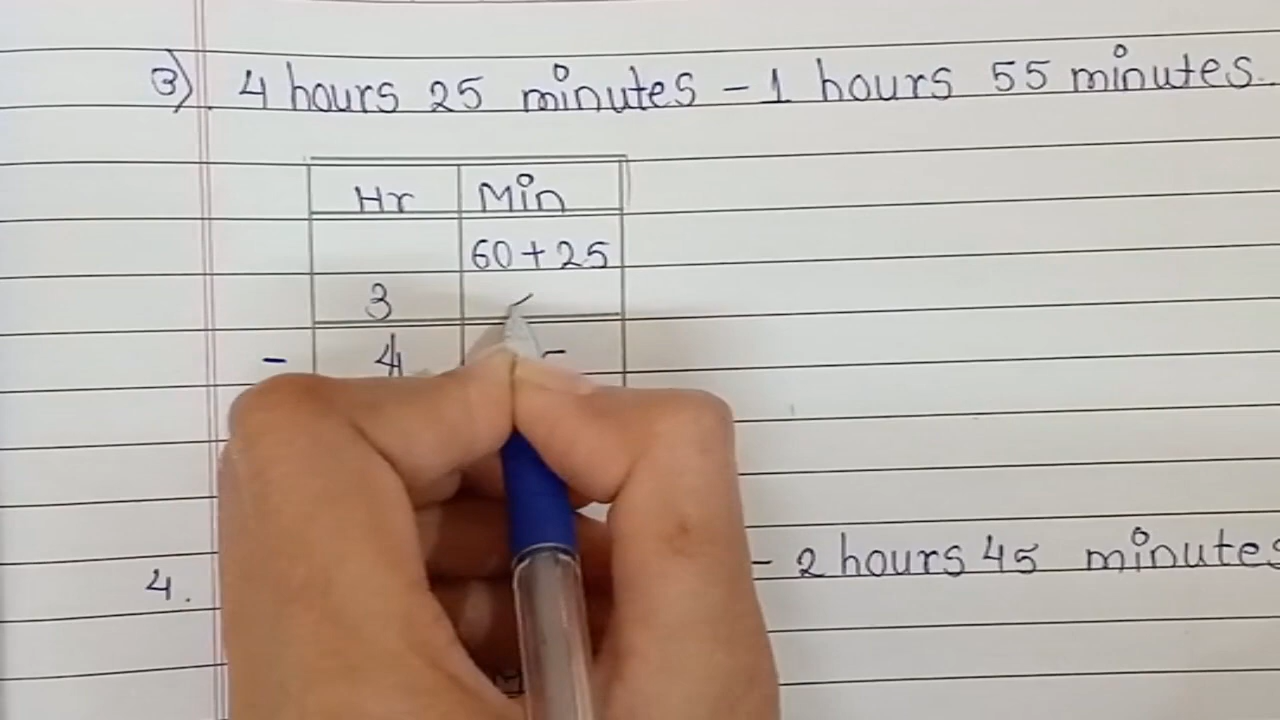 3) 4 hours 25 minutes - 1 hours 55 minutes.
Hr Min
60+25
3
- 4
4. - 2 hours 45 minutes